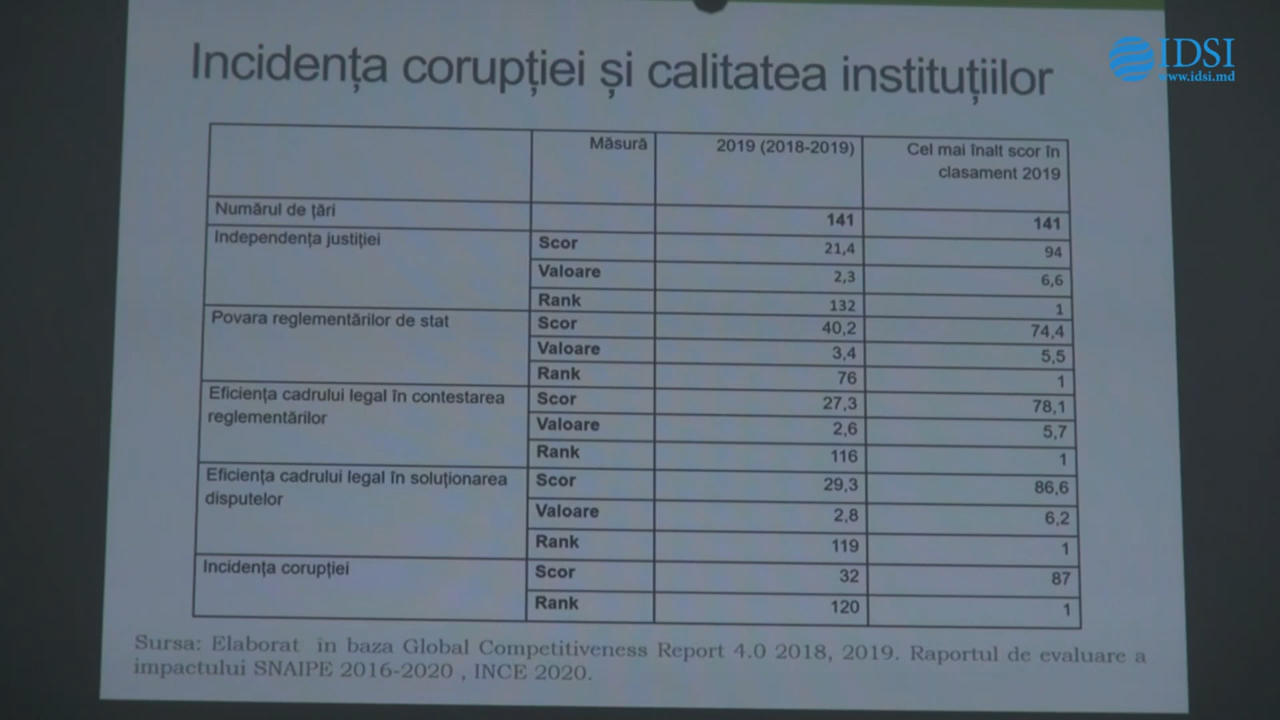 IDSI
www.idsi.md
Incidența corupției și calitatea instituțiilor
Măsură 2019 (2018-2019) Cel mai înalt scor în
clasament 2019
Numărul de țări 141 141
Independența justiției Scor 21,4 94
Valoare 2,3 6,6
Rank 132 1
Povara reglementărilor de stat Scor 40,2 74,4
Valoare 3,4 5,5
Rank 76 1
Eficiența cadrului legal în contestarea Scor 27,3 78,1
reglementărilor Valoare 2,6 5,7
Rank 116 1
Eficiența cadrului legal în soluționarea Scor 29,3 86,6
disputelor Valoare 2,8 6,2
Rank 119 1
Incidența corupției Scor 32 87
Rank 120 1
Sursa: Elaborat în baza Global Competitiveness Report 4.0 2018, 2019. Raportul de evaluare a
impactului SNAIPE 2016-2020 , INCE 2020.